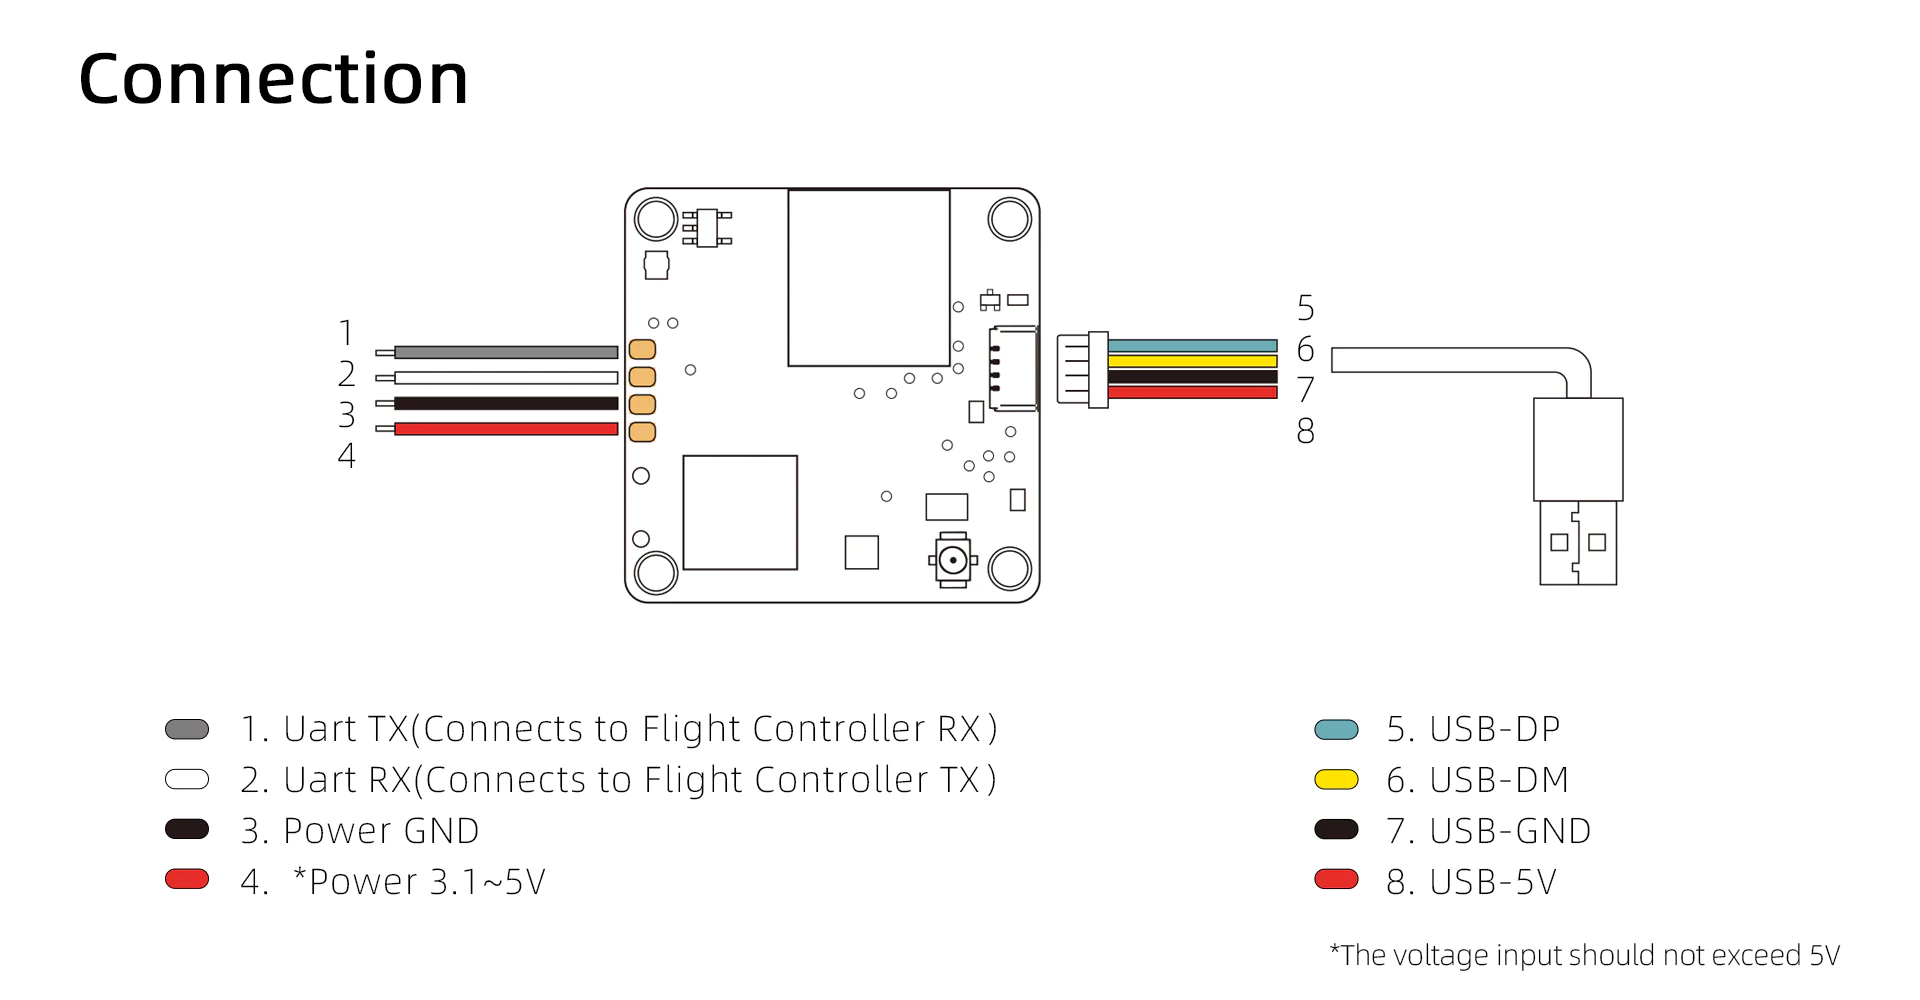 Connection
1
2
3
4
5
6
7
8
1. Uart TX(Connects to Flight Controller RX)
2. Uart RX(Connects to Flight Controller TX)
3. Power GND
4. *Power 3.1~5V
5. USB-DP
6. USB-DM
7. USB-GND
8. USB-5V
*The voltage input should not exceed 5V